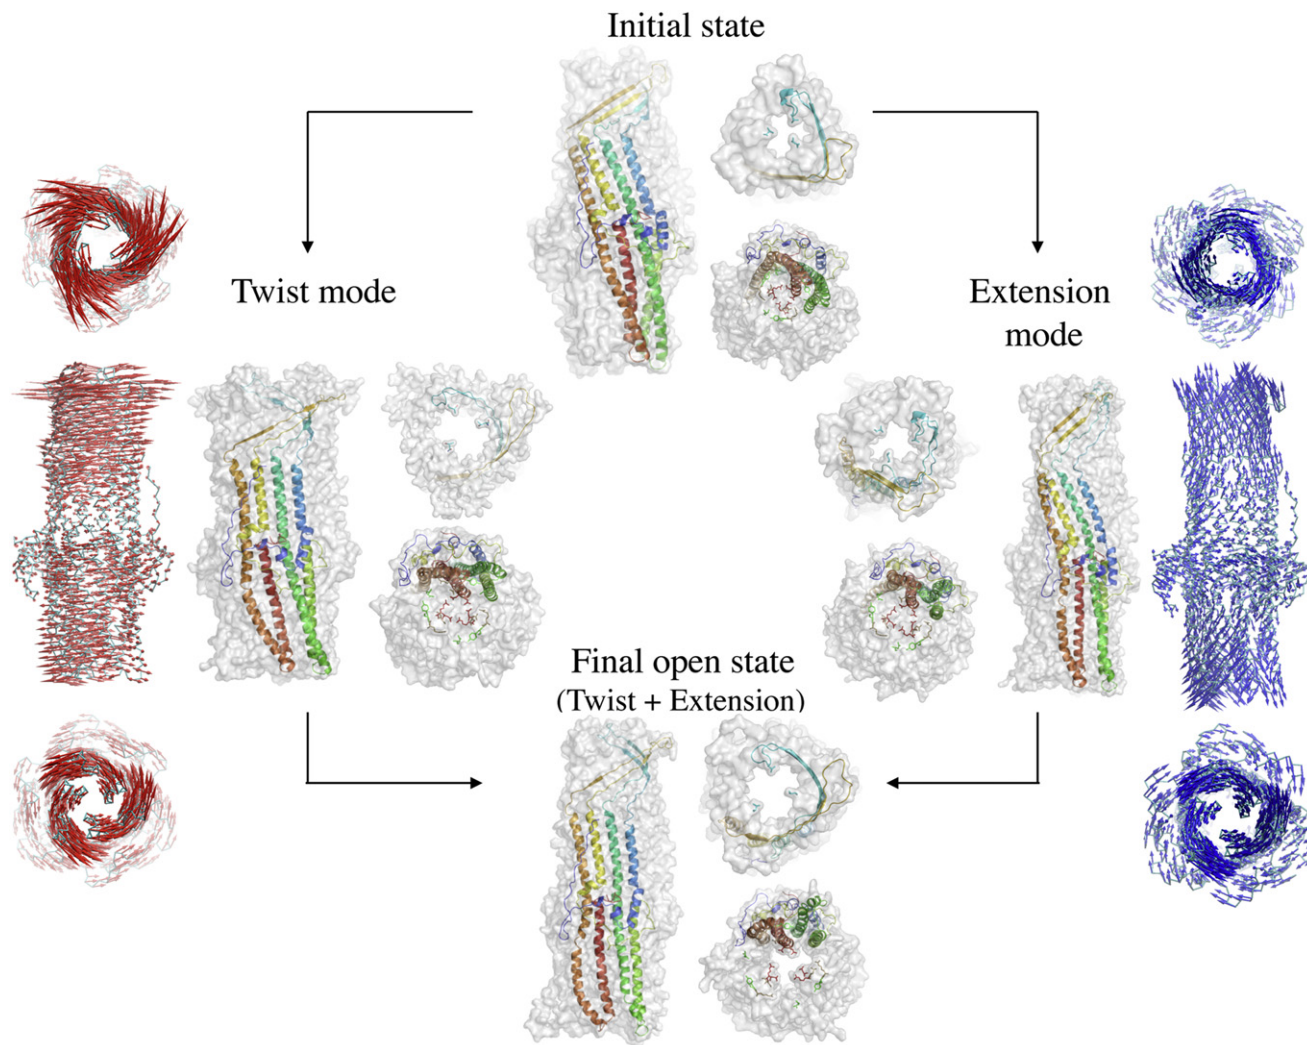 Initial state
Twist mode
Extension
mode
Final open state
(Twist + Extension)